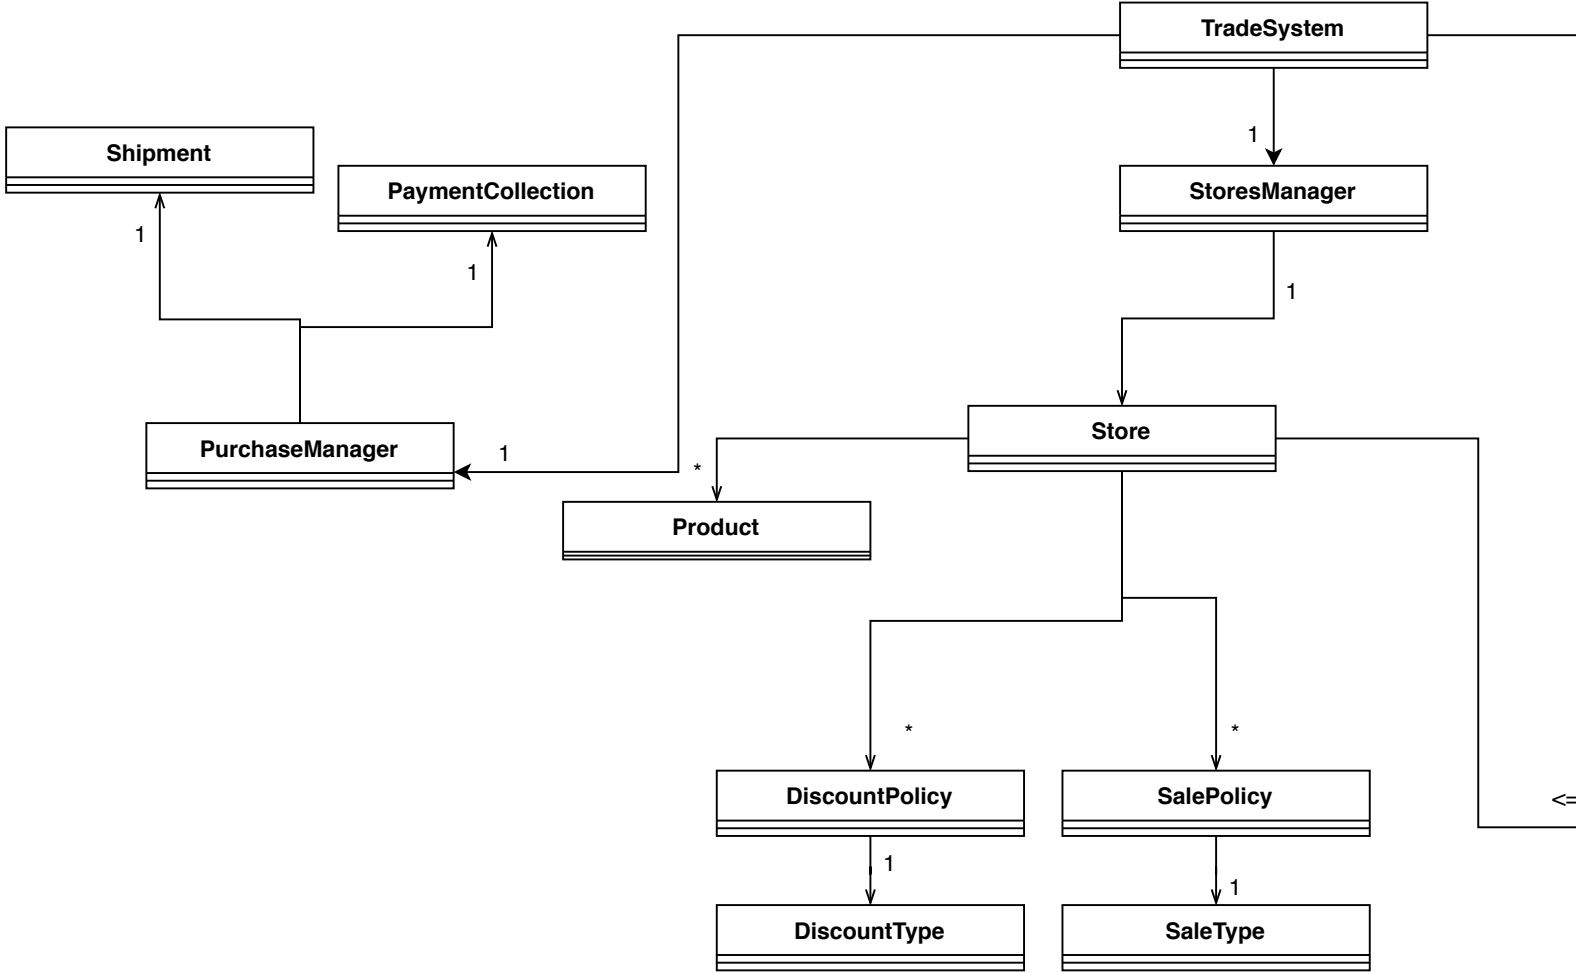 TradeSystem
1
Shipment
PaymentCollection
StoresManager
1
1
1
Store
PurchaseManager
1
*
Product
*
*
DiscountPolicy
SalePolicy
<=
1
1
DiscountType
SaleType